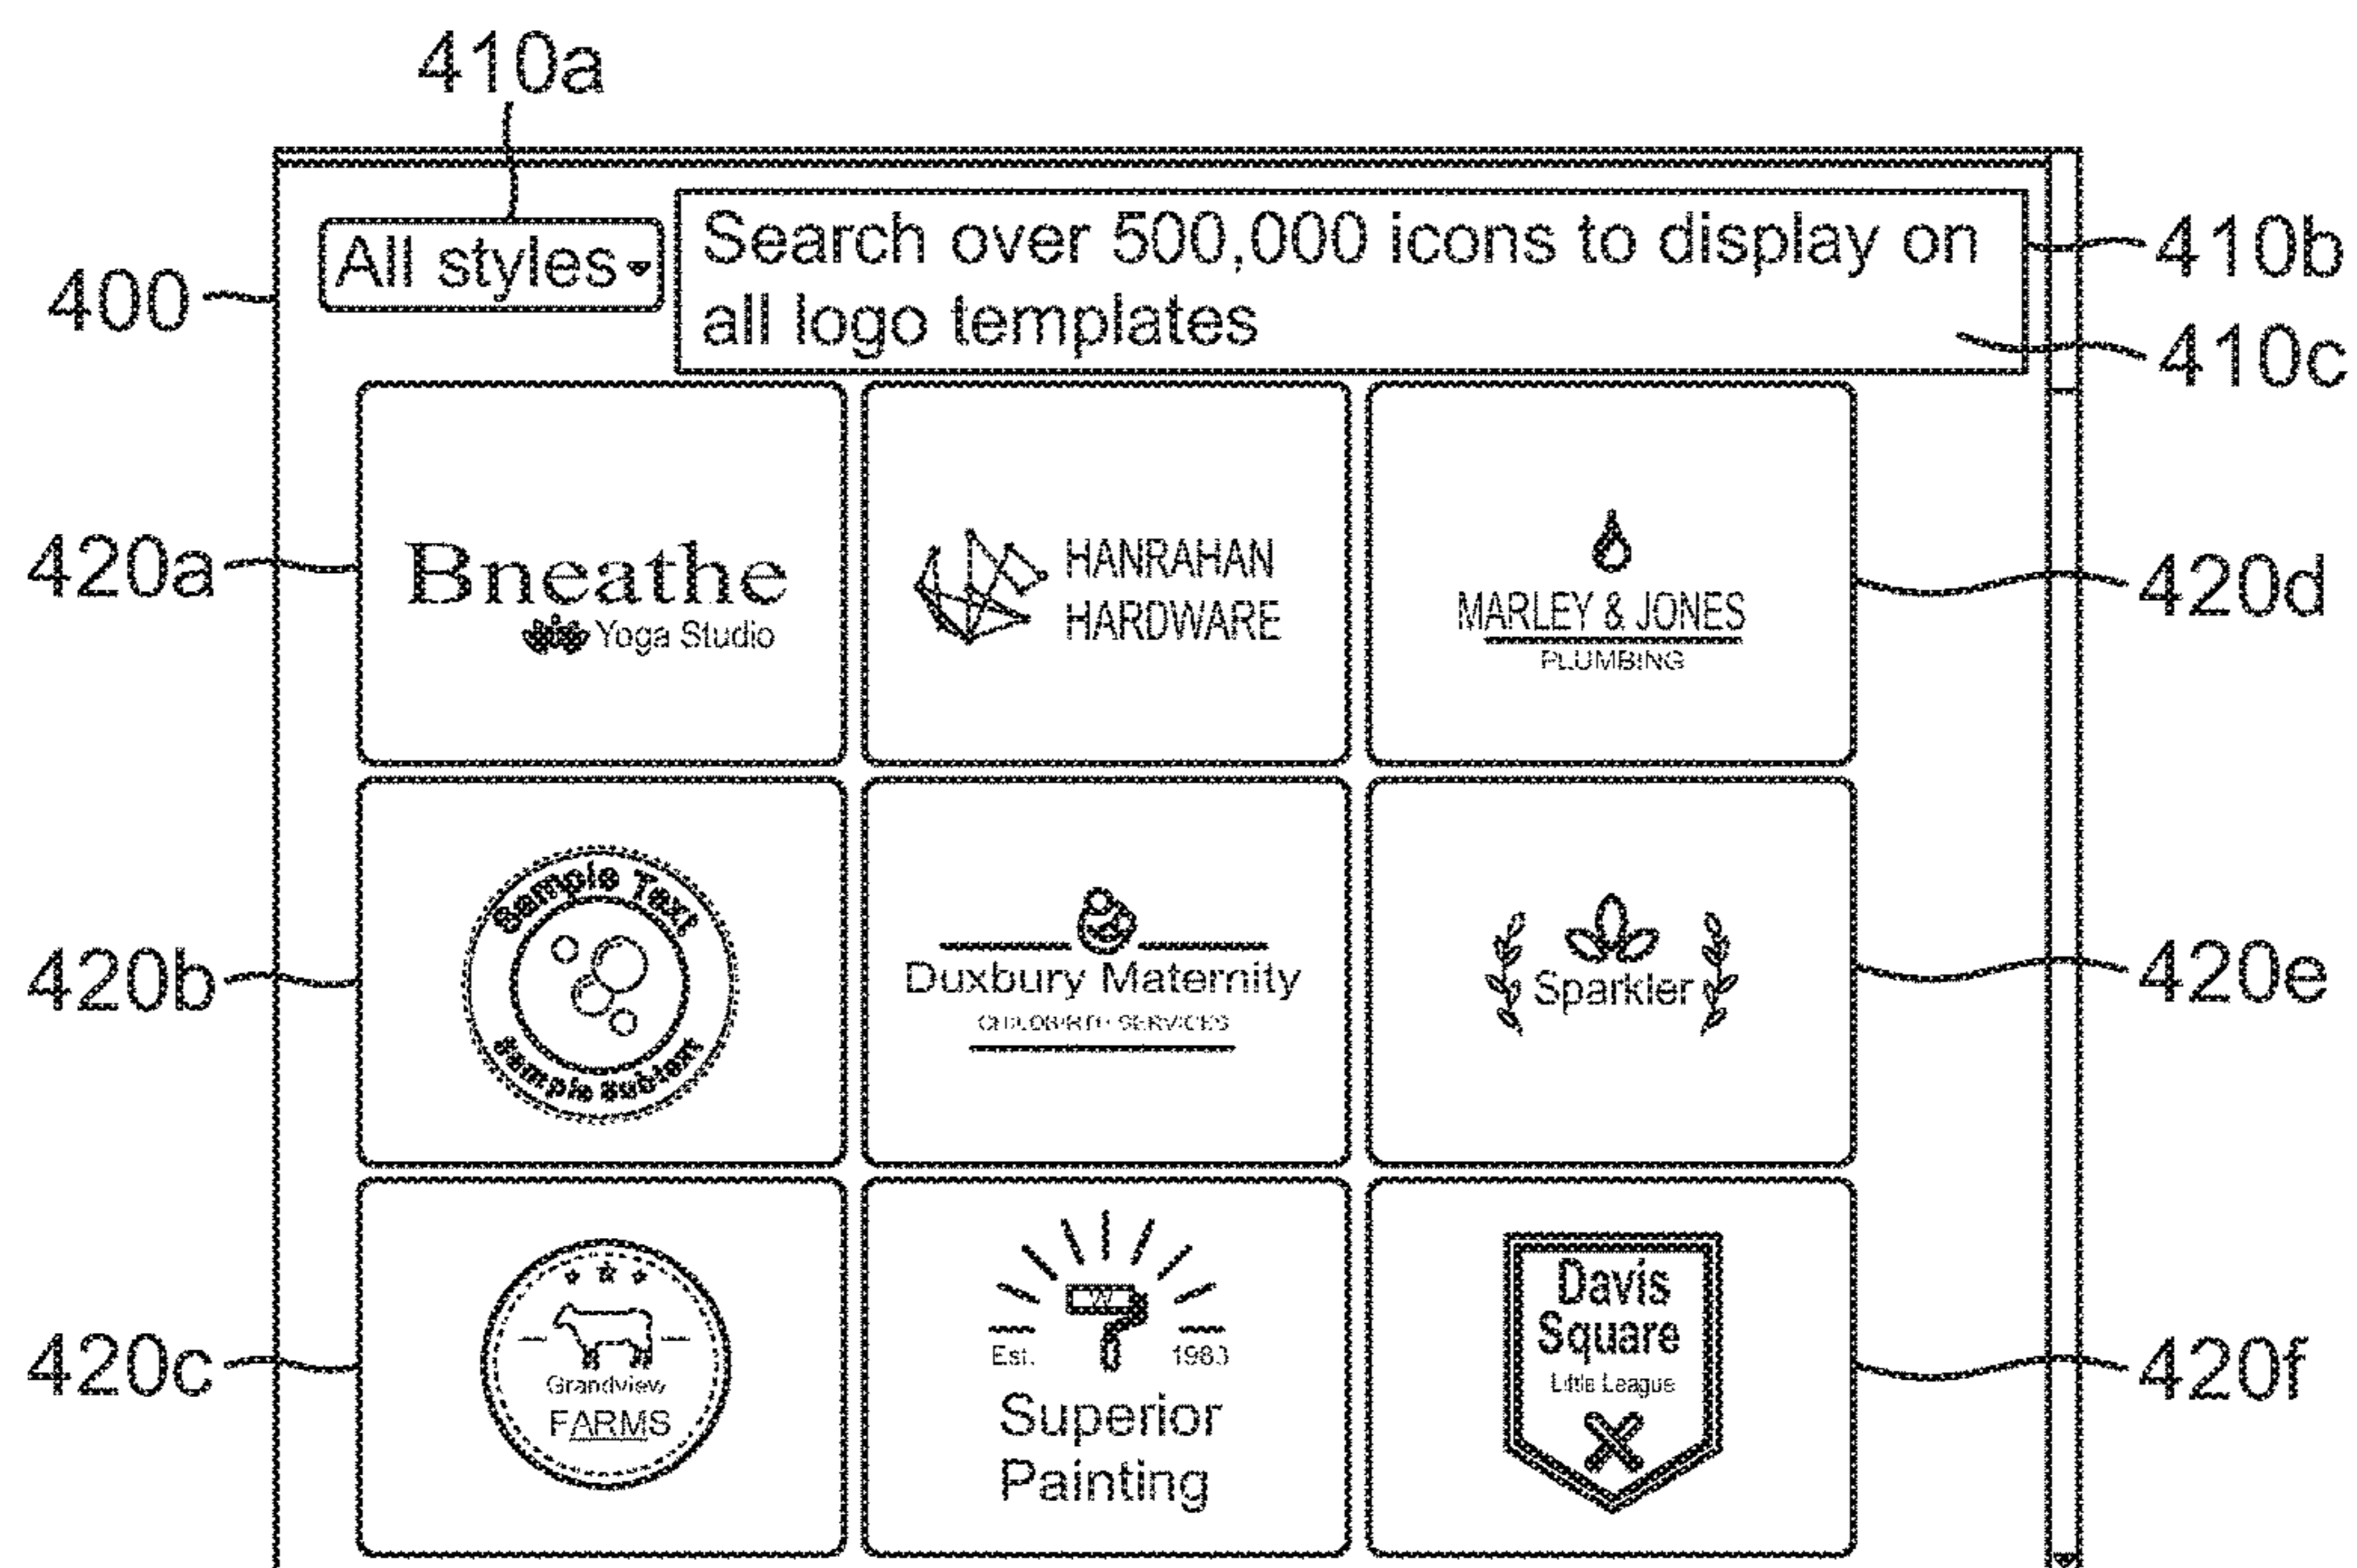 410a
All styles
Search over 500,000 icons to display on
all logo templates
400
410b
410c
420a
Bneathe
Yoga Studio
HANRAHAN
HARDWARE
MARLEY & JONES
PLUMBING
420d
420b
Sample Text
Sample subtext
Duxbury Maternity
CHILDBIRTH SERVICES
Sparkler
420e
420c
Grandview
FARMS
Est. 1983
Superior
Painting
Davis
Square
Little League
420f